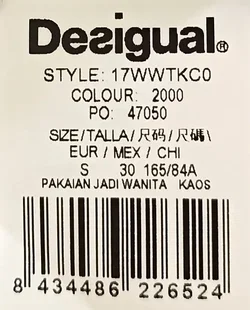 Desigual®
STYLE: 17WWTKC0
COLOUR: 2000
PO: 47050
SIZE/TALLA/尺码/尺碼\
EUR / MEX / CHI
S 30 165/84A
PAKAIAN JADI WANITA KAOS
8 434486 226524